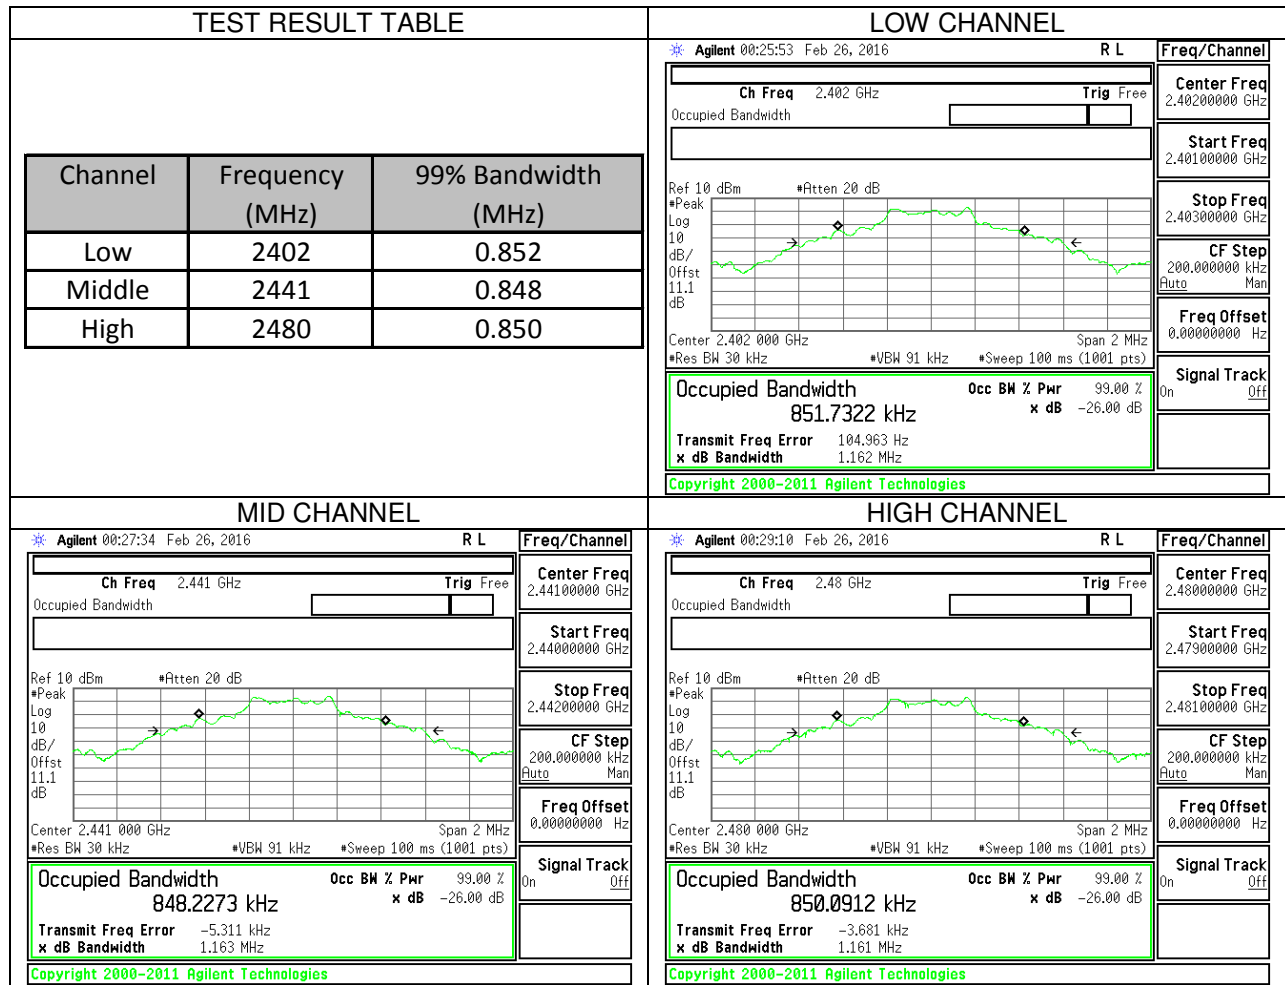 TEST RESULT TABLE
Channel Frequency (MHz) 99% Bandwidth (MHz)
Low 2402 0.852
Middle 2441 0.848
High 2480 0.850
LOW CHANNEL
Agilent 00:25:53 Feb 26, 2016 R L
Ch Freq 2.402 GHz Trig Free
Occupied Bandwidth
Ref 10 dBm #Atten 20 dB
#Peak
Log
10
dB/
Offst
11.1
dB
Center 2.402 000 GHz Span 2 MHz
#Res BW 30 kHz #VBW 91 kHz #Sweep 100 ms (1001 pts)
Occupied Bandwidth Occ BW % Pwr 99.00 %
851.7322 kHz x dB -26.00 dB
Transmit Freq Error 104.963 Hz
x dB Bandwidth 1.162 MHz
Copyright 2000-2011 Agilent Technologies
Freq/Channel
Center Freq
2.40200000 GHz
Start Freq
2.40100000 GHz
Stop Freq
2.40300000 GHz
CF Step
200.000000 kHz
Auto Man
Freq Offset
0.00000000 Hz
Signal Track
On Off
MID CHANNEL
Agilent 00:27:34 Feb 26, 2016 R L
Ch Freq 2.441 GHz Trig Free
Occupied Bandwidth
Ref 10 dBm #Atten 20 dB
#Peak
Log
10
dB/
Offst
11.1
dB
Center 2.441 000 GHz Span 2 MHz
#Res BW 30 kHz #VBW 91 kHz #Sweep 100 ms (1001 pts)
Occupied Bandwidth Occ BW % Pwr 99.00 %
848.2273 kHz x dB -26.00 dB
Transmit Freq Error -5.311 kHz
x dB Bandwidth 1.163 MHz
Copyright 2000-2011 Agilent Technologies
Freq/Channel
Center Freq
2.44100000 GHz
Start Freq
2.44000000 GHz
Stop Freq
2.44200000 GHz
CF Step
200.000000 kHz
Auto Man
Freq Offset
0.00000000 Hz
Signal Track
On Off
HIGH CHANNEL
Agilent 00:29:10 Feb 26, 2016 R L
Ch Freq 2.48 GHz Trig Free
Occupied Bandwidth
Ref 10 dBm #Atten 20 dB
#Peak
Log
10
dB/
Offst
11.1
dB
Center 2.480 000 GHz Span 2 MHz
#Res BW 30 kHz #VBW 91 kHz #Sweep 100 ms (1001 pts)
Occupied Bandwidth Occ BW % Pwr 99.00 %
850.0912 kHz x dB -26.00 dB
Transmit Freq Error -3.681 kHz
x dB Bandwidth 1.161 MHz
Copyright 2000-2011 Agilent Technologies
Freq/Channel
Center Freq
2.48000000 GHz
Start Freq
2.47900000 GHz
Stop Freq
2.48100000 GHz
CF Step
200.000000 kHz
Auto Man
Freq Offset
0.00000000 Hz
Signal Track
On Off